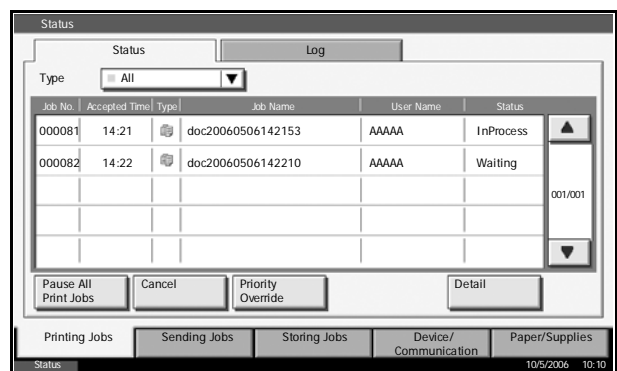 Status
Status Log
Type All
Job No. Accepted Time Type Job Name User Name Status
000081 14:21 doc20060506142153 AAAAA InProcess
000082 14:22 doc20060506142210 AAAAA Waiting
001/001
Pause All Print Jobs Cancel Priority Override Detail
Printing Jobs Sending Jobs Storing Jobs Device/Communication Paper/Supplies
Status 10/5/2006 10:10